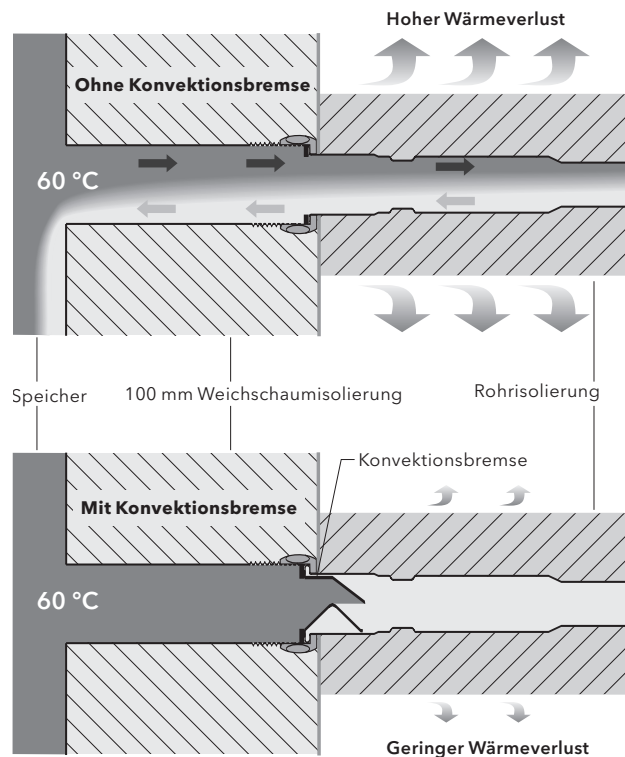 Hoher Wärmeverlust
Ohne Konvektionsbremse
60 °C
Speicher
100 mm Weichschaumisolierung
Rohrisolierung
Konvektionsbremse
Mit Konvektionsbremse
60 °C
Geringer Wärmeverlust